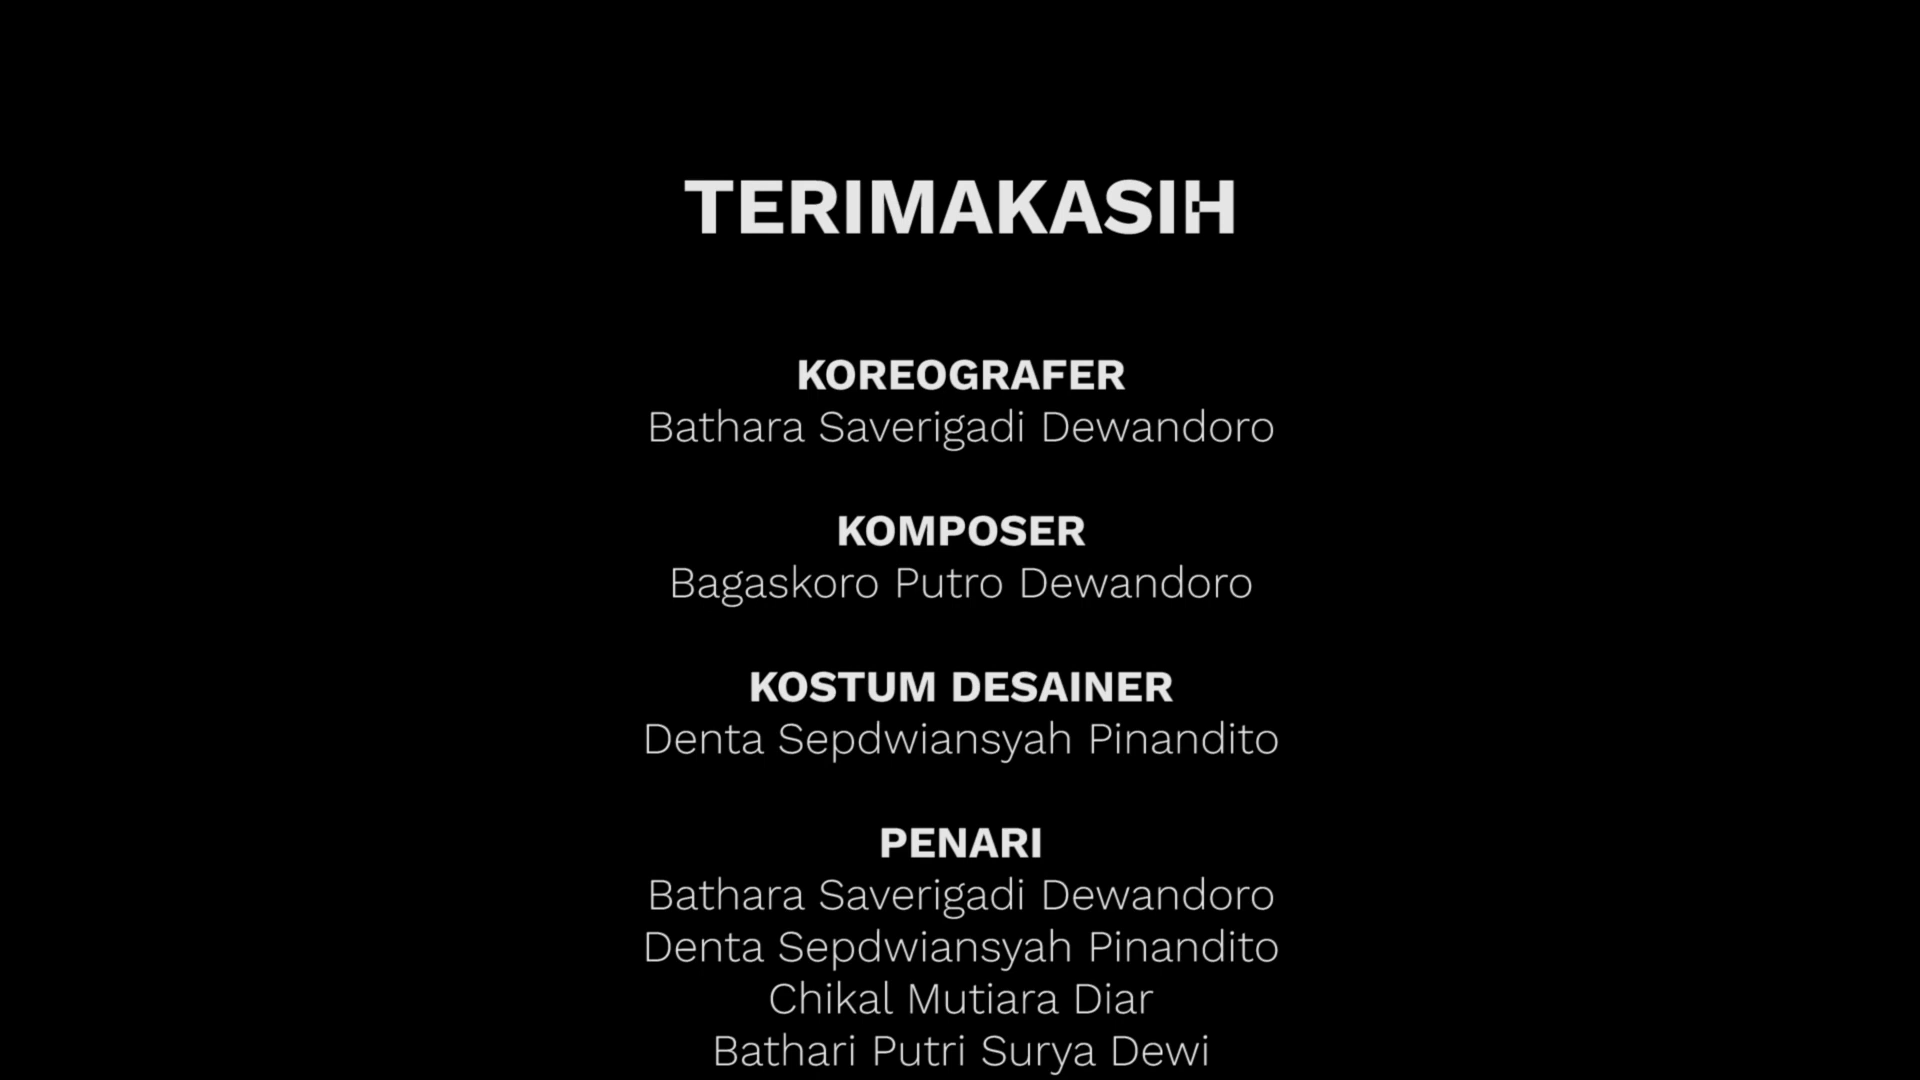 TERIMAKASIH
KOREOGRAFER
Bathara Saverigadi Dewandoro
KOMPOSER
Bagaskoro Putro Dewandoro
KOSTUM DESAINER
Denta Sepdwiansyah Pinandito
PENARI
Bathara Saverigadi Dewandoro
Denta Sepdwiansyah Pinandito
Chikal Mutiara Diar
Bathari Putri Surya Dewi